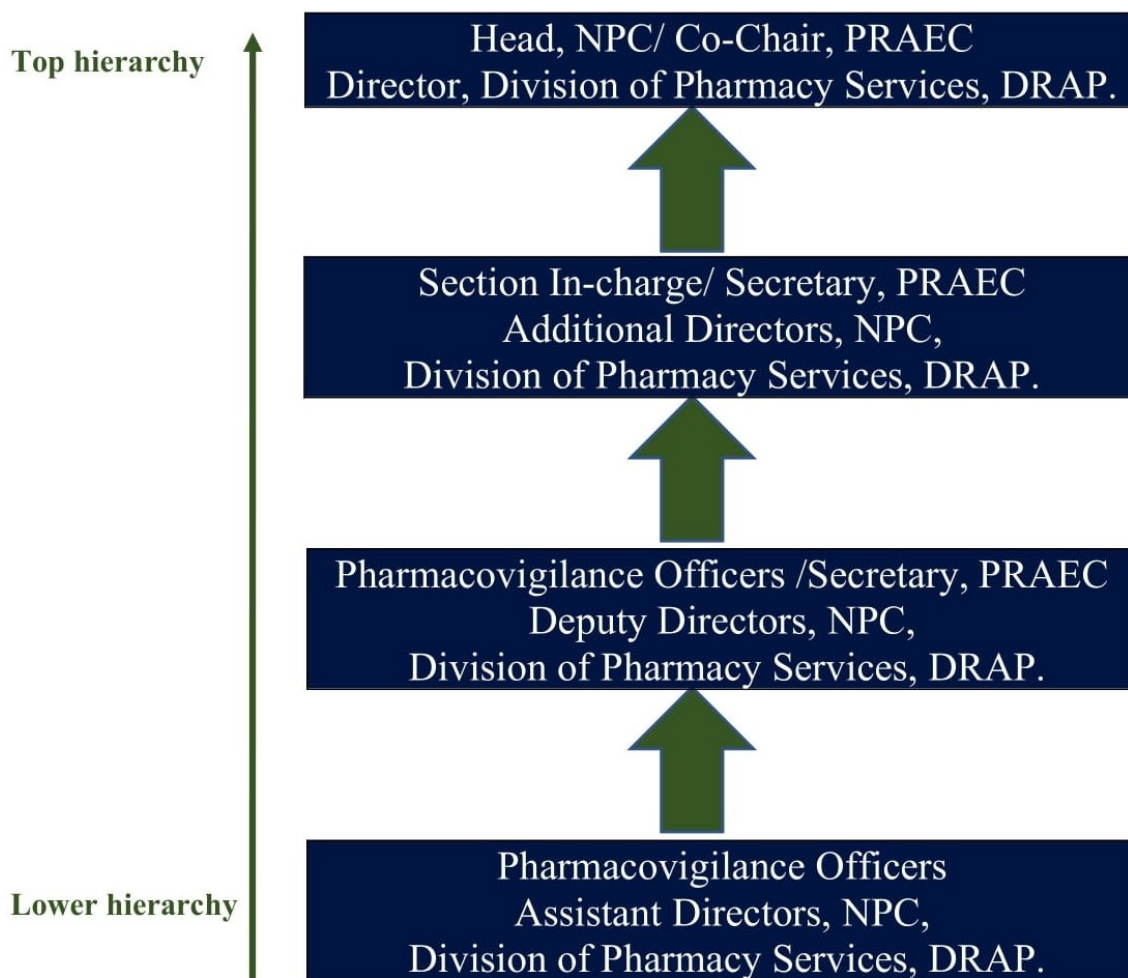 Top hierarchy
Head, NPC/ Co-Chair, PRAEC
Director, Division of Pharmacy Services, DRAP.
Section In-charge/ Secretary, PRAEC
Additional Directors, NPC,
Division of Pharmacy Services, DRAP.
Pharmacovigilance Officers /Secretary, PRAEC
Deputy Directors, NPC,
Division of Pharmacy Services, DRAP.
Lower hierarchy
Pharmacovigilance Officers
Assistant Directors, NPC,
Division of Pharmacy Services, DRAP.